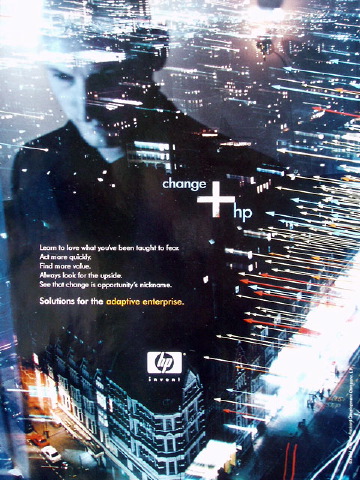 change
+
hp
Learn to love what you've been taught to fear.
Act more quickly.
Find more value.
Always look for the upside.
See that change is opportunity's nickname.
Solutions for the adaptive enterprise.
hp
invent